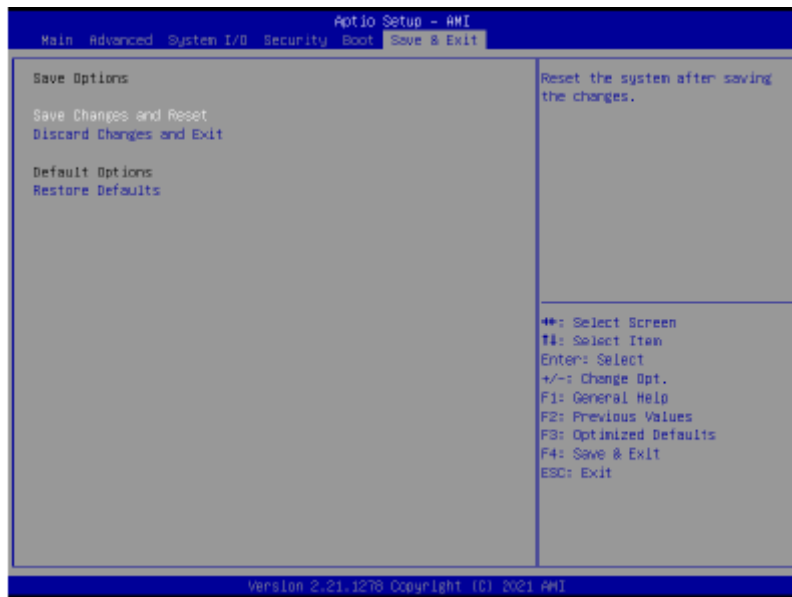 Aptio Setup - AMI
Main Advanced System I/O Security Boot Save & Exit
Save Options
Save Changes and Reset
Discard Changes and Exit
Default Options
Restore Defaults
Reset the system after saving
the changes.
→←: Select Screen
↑↓: Select Item
Enter: Select
+/-: Change Opt.
F1: General Help
F2: Previous Values
F3: Optimized Defaults
F4: Save & Exit
ESC: Exit
Version 2.21.1278 Copyright (C) 2021 AMI